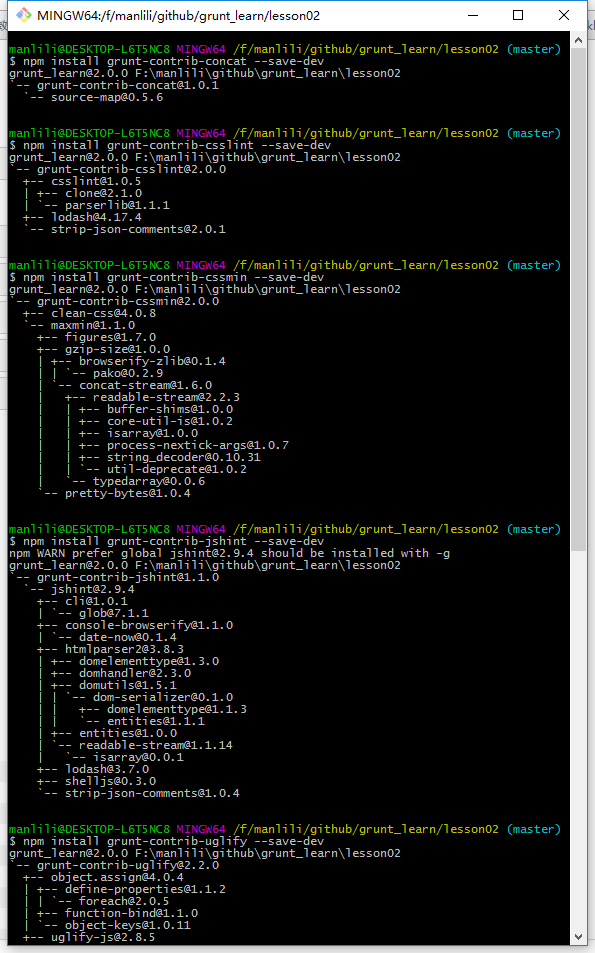 MINGW64:/f/manlili/github/grunt_learn/lesson02
manlili@DESKTOP-L6T5NC8 MINGW64 /f/manlili/github/grunt_learn/lesson02 (master)
$ npm install grunt-contrib-concat --save-dev
grunt_learn@2.0.0 F:\manlili\github\grunt_learn\lesson02
`-- grunt-contrib-concat@1.0.1
  `-- source-map@0.5.6
manlili@DESKTOP-L6T5NC8 MINGW64 /f/manlili/github/grunt_learn/lesson02 (master)
$ npm install grunt-contrib-csslint --save-dev
grunt_learn@2.0.0 F:\manlili\github\grunt_learn\lesson02
`-- grunt-contrib-csslint@2.0.0
  +-- csslint@1.0.5
  | +-- clone@2.1.0
  | `-- parserlib@1.1.1
  +-- lodash@4.17.4
  `-- strip-json-comments@2.0.1
manlili@DESKTOP-L6T5NC8 MINGW64 /f/manlili/github/grunt_learn/lesson02 (master)
$ npm install grunt-contrib-cssmin --save-dev
grunt_learn@2.0.0 F:\manlili\github\grunt_learn\lesson02
`-- grunt-contrib-cssmin@2.0.0
  +-- clean-css@4.0.8
  `-- maxmin@1.1.0
    +-- figures@1.7.0
    +-- gzip-size@1.0.0
    | +-- browserify-zlib@0.1.4
    | | `-- pako@0.2.9
    | `-- concat-stream@1.6.0
    |   +-- readable-stream@2.2.3
    |   | +-- buffer-shims@1.0.0
    |   | +-- core-util-is@1.0.2
    |   | +-- isarray@1.0.0
    |   | +-- process-nextick-args@1.0.7
    |   | +-- string_decoder@0.10.31
    |   | `-- util-deprecate@1.0.2
    |   `-- typedarray@0.0.6
    `-- pretty-bytes@1.0.4
manlili@DESKTOP-L6T5NC8 MINGW64 /f/manlili/github/grunt_learn/lesson02 (master)
$ npm install grunt-contrib-jshint --save-dev
npm WARN prefer global jshint@2.9.4 should be installed with -g
grunt_learn@2.0.0 F:\manlili\github\grunt_learn\lesson02
`-- grunt-contrib-jshint@1.1.0
  `-- jshint@2.9.4
    +-- cli@1.0.1
    | `-- glob@7.1.1
    +-- console-browserify@1.1.0
    | `-- date-now@0.1.4
    +-- htmlparser2@3.8.3
    | +-- domelementtype@1.3.0
    | +-- domhandler@2.3.0
    | +-- domutils@1.5.1
    | | `-- dom-serializer@0.1.0
    | |   +-- domelementtype@1.1.3
    | |   `-- entities@1.1.1
    | +-- entities@1.0.0
    | `-- readable-stream@1.1.14
    |   `-- isarray@0.0.1
    +-- lodash@3.7.0
    +-- shelljs@0.3.0
    `-- strip-json-comments@1.0.4
manlili@DESKTOP-L6T5NC8 MINGW64 /f/manlili/github/grunt_learn/lesson02 (master)
$ npm install grunt-contrib-uglify --save-dev
grunt_learn@2.0.0 F:\manlili\github\grunt_learn\lesson02
`-- grunt-contrib-uglify@2.2.0
  +-- object.assign@4.0.4
  | +-- define-properties@1.1.2
  | | `-- foreach@2.0.5
  | +-- function-bind@1.1.0
  | `-- object-keys@1.0.11
  +-- uglify-js@2.8.5